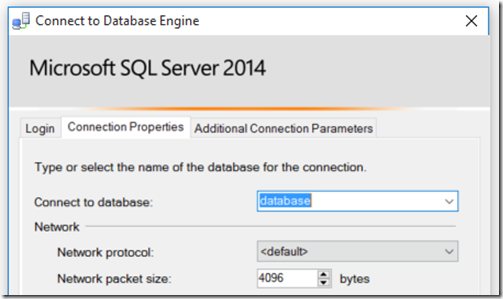 Connect to Database Engine
Microsoft SQL Server 2014
Login Connection Properties Additional Connection Parameters
Type or select the name of the database for the connection.
Connect to database: database
Network
Network protocol: <default>
Network packet size: 4096 bytes